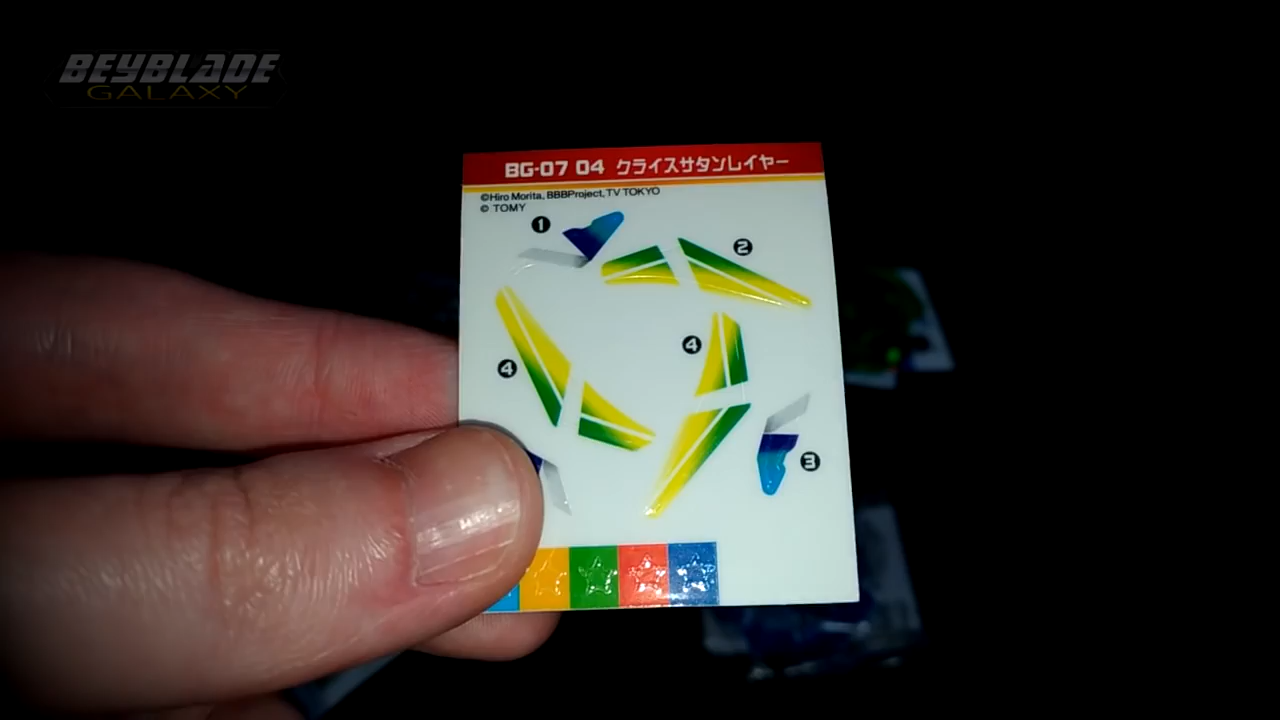 BEYBLADE
GALAXY
BG-07 04 クライスサタンレイヤー
©Hiro Morita, BBBProject, TV TOKYO
© TOMY
1
2
4
4
3